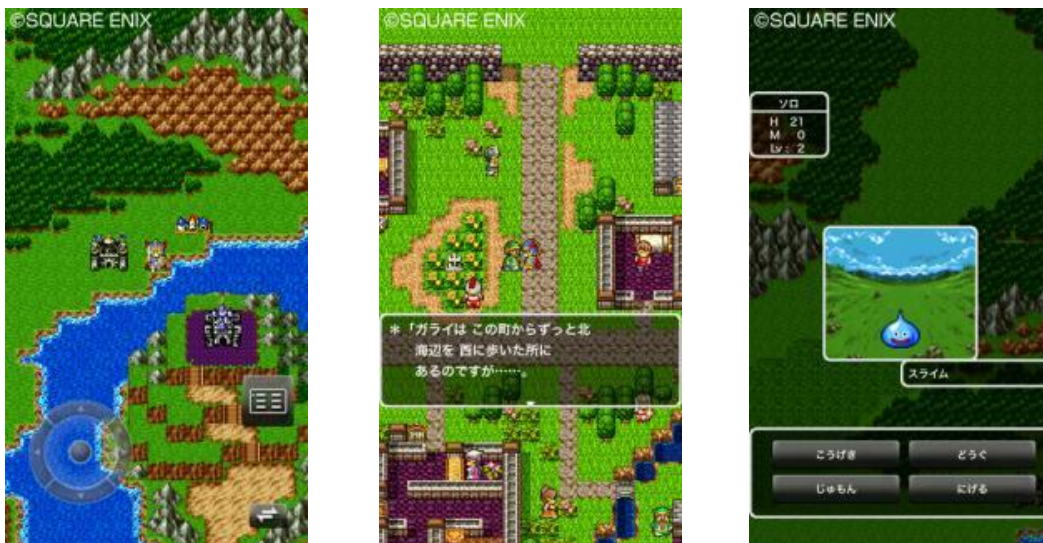 ©SQUARE ENIX
©SQUARE ENIX
*「ガライは この町からずっと北
海辺を 西に歩いた所に
あるのですが……。
©SQUARE ENIX
ソロ
H 21
M 0
Lv: 2
スライム
こうげき どうぐ
じゅもん にげる